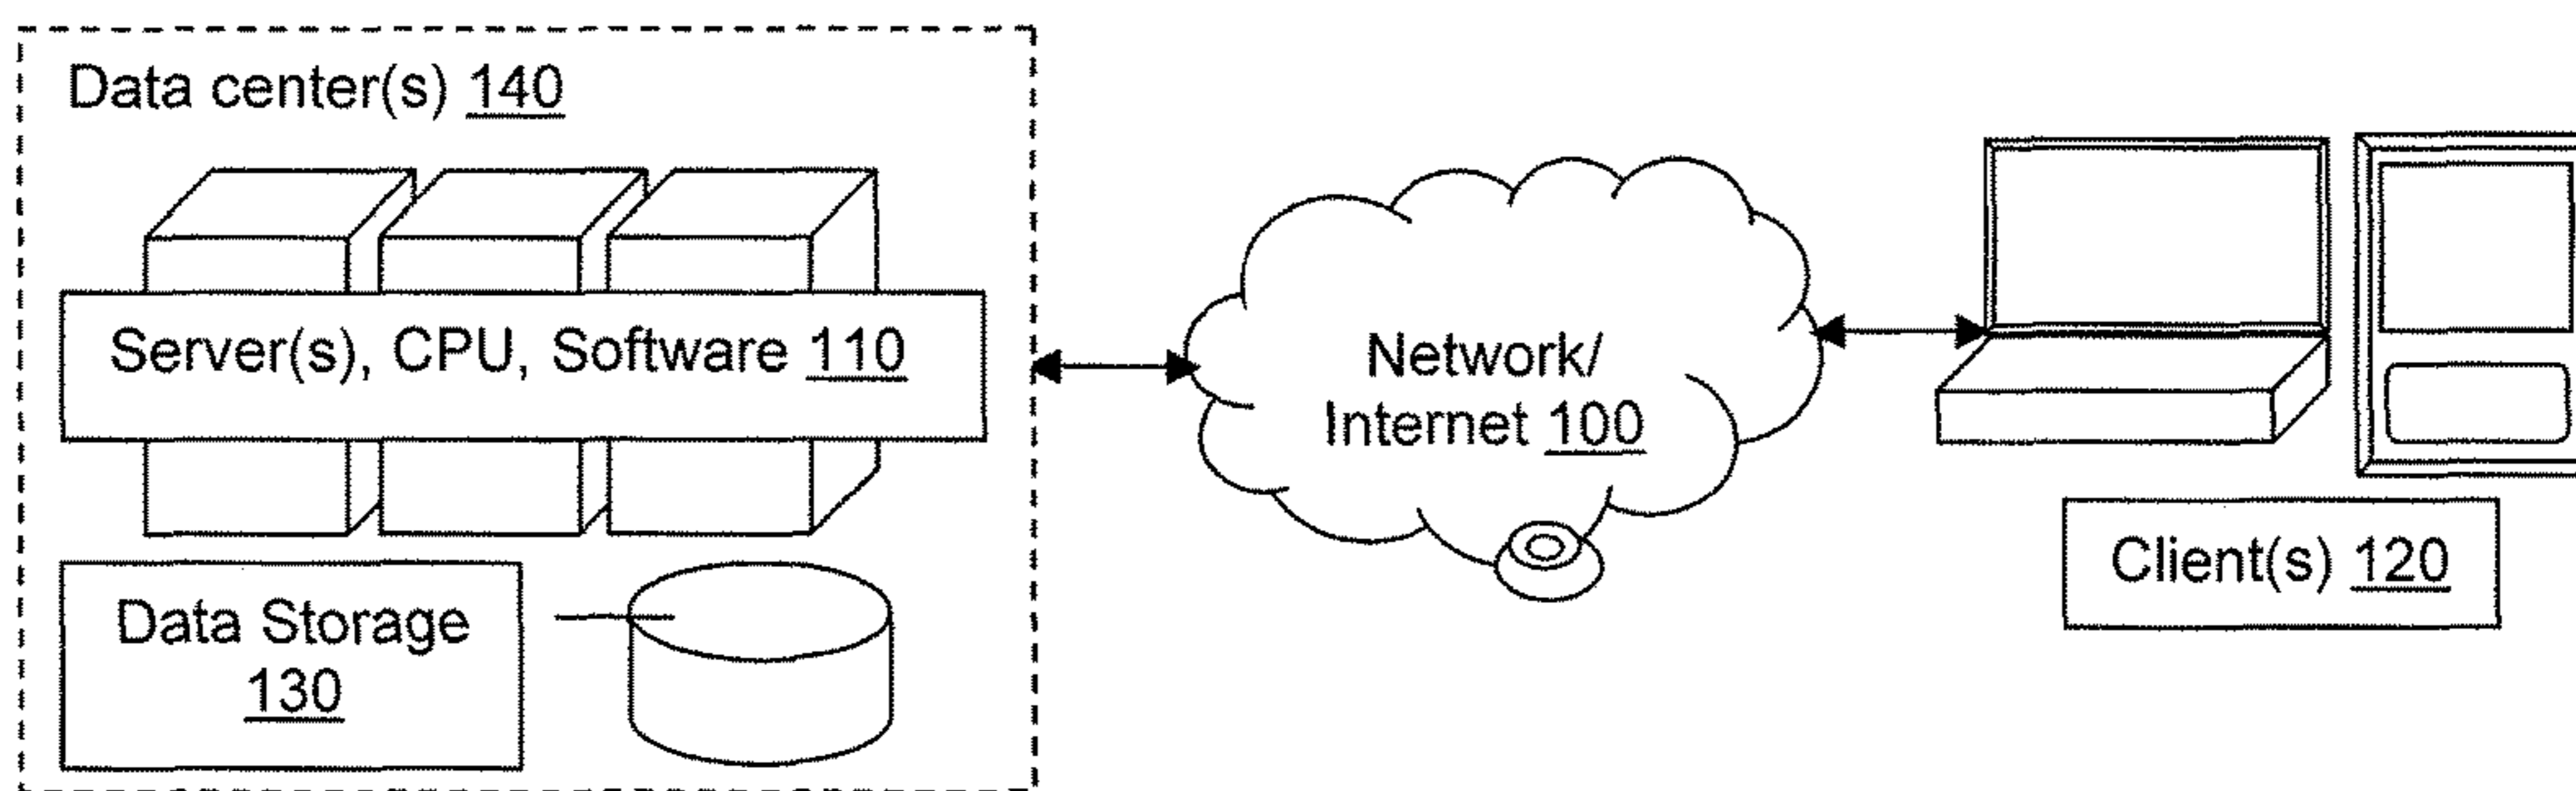 Data center(s) 140
Server(s), CPU, Software 110
Data Storage
130
Network/
Internet 100
Client(s) 120